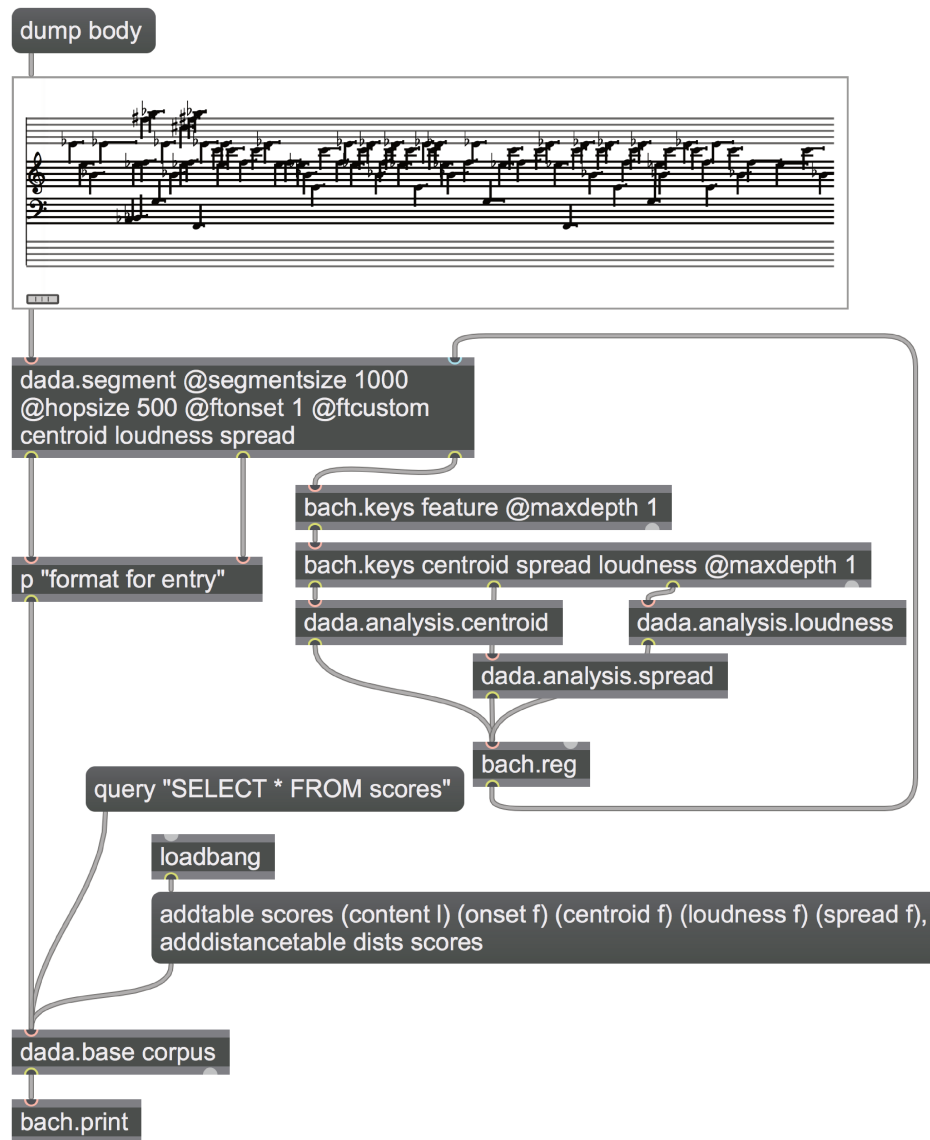 dump body
dada.segment @segmentsize 1000
@hopsize 500 @ftonset 1 @ftcustom
centroid loudness spread
bach.keys feature @maxdepth 1
bach.keys centroid spread loudness @maxdepth 1
p "format for entry"
dada.analysis.centroid
dada.analysis.loudness
dada.analysis.spread
bach.reg
query "SELECT * FROM scores"
loadbang
addtable scores (content l) (onset f) (centroid f) (loudness f) (spread f),
adddistancetable dists scores
dada.base corpus
bach.print